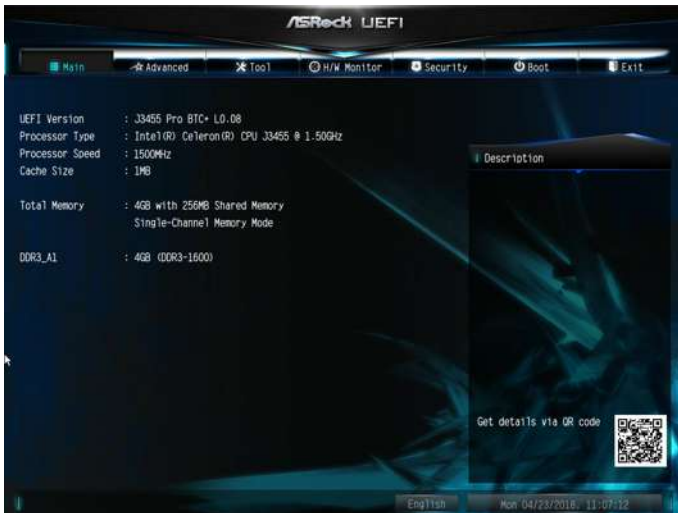 ASRock UEFI
Main Advanced Tool H/W Monitor Security Boot Exit
UEFI Version : J3455 Pro BTC+ L0.08
Processor Type : Intel(R) Celeron(R) CPU J3455 @ 1.50GHz
Processor Speed : 1500MHz
Cache Size : 1MB
Total Memory : 4GB with 256MB Shared Memory
Single-Channel Memory Mode
DDR3_A1 : 4GB (DDR3-1600)
Description
Get details via QR code
English Mon 04/23/2018, 11:07:12